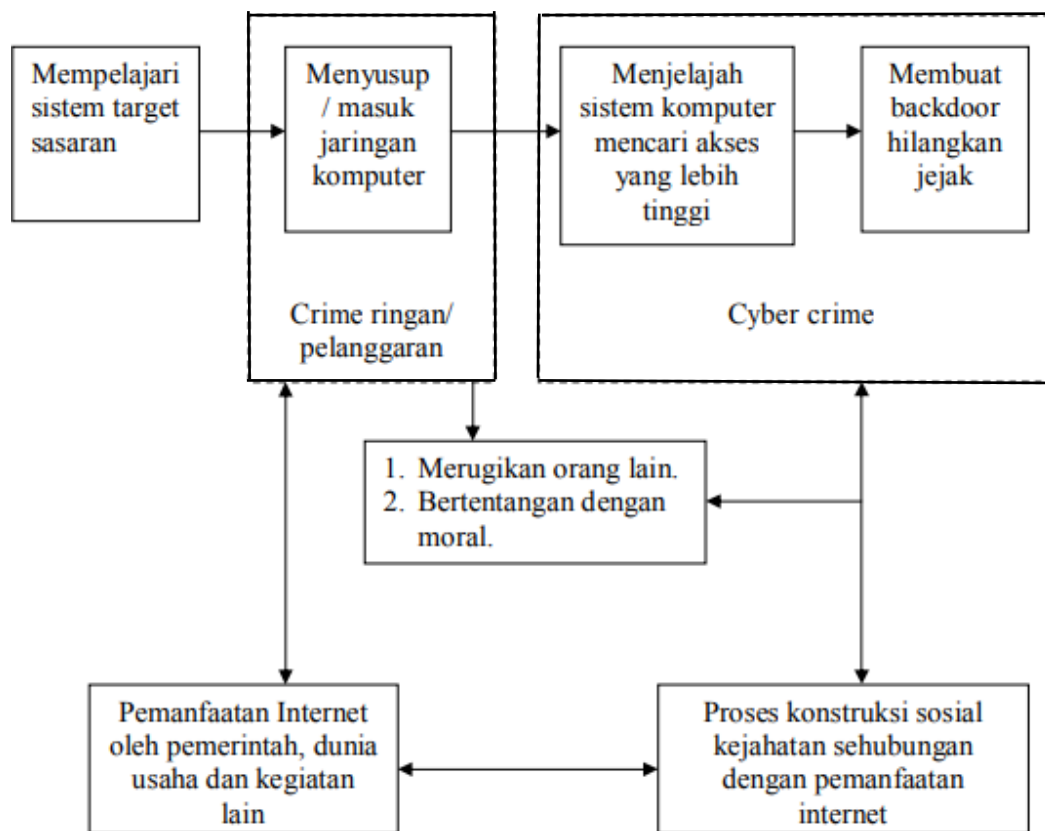 Mempelajari
sistem target
sasaran
Menyusup
/ masuk
jaringan
komputer
Menjelajah
sistem komputer
mencari akses
yang lebih
tinggi
Membuat
backdoor
hilangkan
jejak
Crime ringan/
pelanggaran
Cyber crime
1. Merugikan orang lain.
2. Bertentangan dengan
moral.
Pemanfaatan Internet
oleh pemerintah, dunia
usaha dan kegiatan
lain
Proses konstruksi sosial
kejahatan sehubungan
dengan pemanfaatan
internet